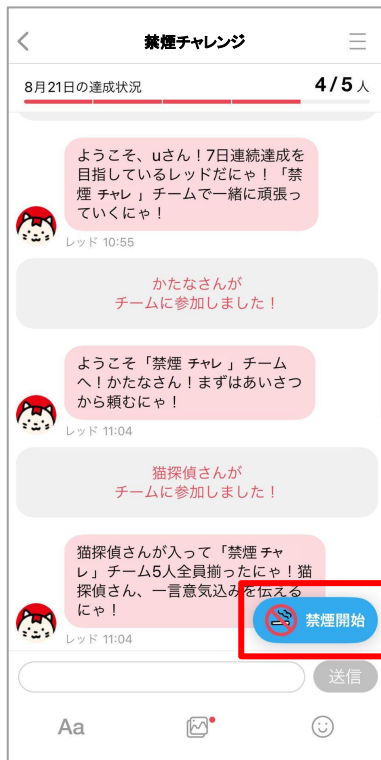 禁煙チャレンジ
8月21日の達成状況
4/5人
ようこそ、uさん！7日連続達成を
目指しているレッドだにゃ！「禁
煙 チャレ 」チームで一緒に頑張っ
ていくにゃ！
レッド 10:55
かたなさんが
チームに参加しました！
ようこそ「禁煙 チャレ 」チーム
へ！かたなさん！まずはあいさつ
から頼むにゃ！
レッド 11:04
猫探偵さんが
チームに参加しました！
猫探偵さんが入って「禁煙 チャ
レ」チーム5人全員揃ったにゃ！猫
探偵さん、一言意気込みを伝える
にゃ！
レッド 11:04
禁煙開始
送信
Aa